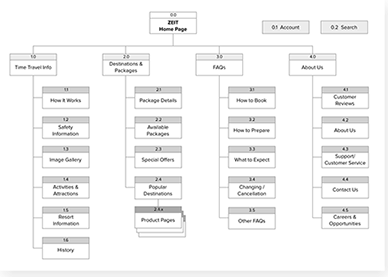 0.0
ZEIT
Home Page
0.1 Account
0.2 Search
1.0
Time Travel Info
2.0
Destinations &
Packages
3.0
FAQs
4.0
About Us
1.1
How It Works
1.2
Safety
Information
1.3
Image Gallery
1.4
Activities &
Attractions
1.5
Resort
Information
1.6
History
2.1
Package Details
2.2
Available
Packages
2.3
Special Offers
2.4
Popular
Destinations
2.4.x
Product Pages
3.1
How to Book
3.2
How to Prepare
3.3
What to Expect
3.4
Changing /
Cancellation
3.5
Other FAQs
4.1
Customer
Reviews
4.2
About Us
4.3
Support/
Customer Service
4.4
Contact Us
4.5
Careers &
Opportunities